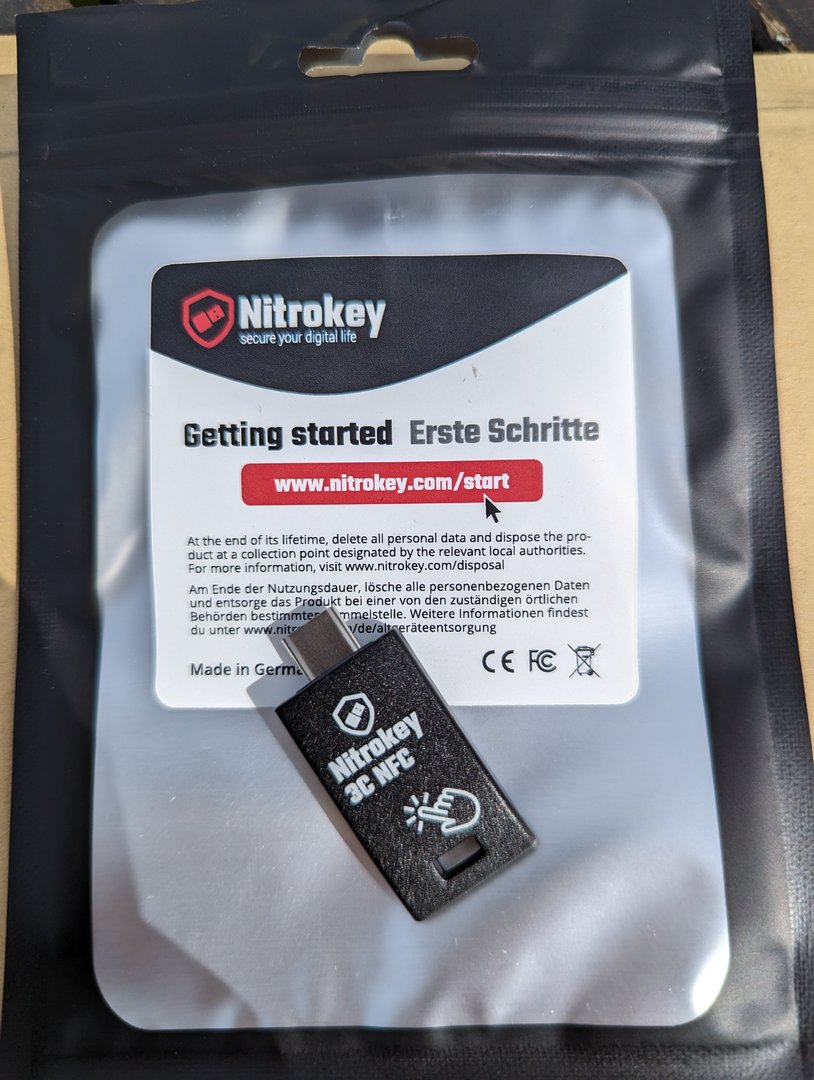 Nitrokey
secure your digital life
Getting started Erste Schritte
www.nitrokey.com/start
At the end of its lifetime, delete all personal data and dispose the pro-
duct at a collection point designated by the relevant local authorities.
For more information, visit www.nitrokey.com/disposal
Am Ende der Nutzungsdauer, lösche alle personenbezogenen Daten
und entsorge das Produkt bei einer von den zuständigen örtlichen
Behörden Weitere Informationen findest
du unter
Made in
CE FC
Nitrokey
3C NFC